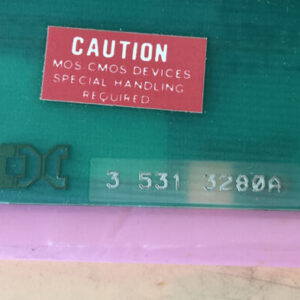 CAUTION
MOS-CMOS DEVICES
SPECIAL HANDLING
REQUIRED
3 531 3280A